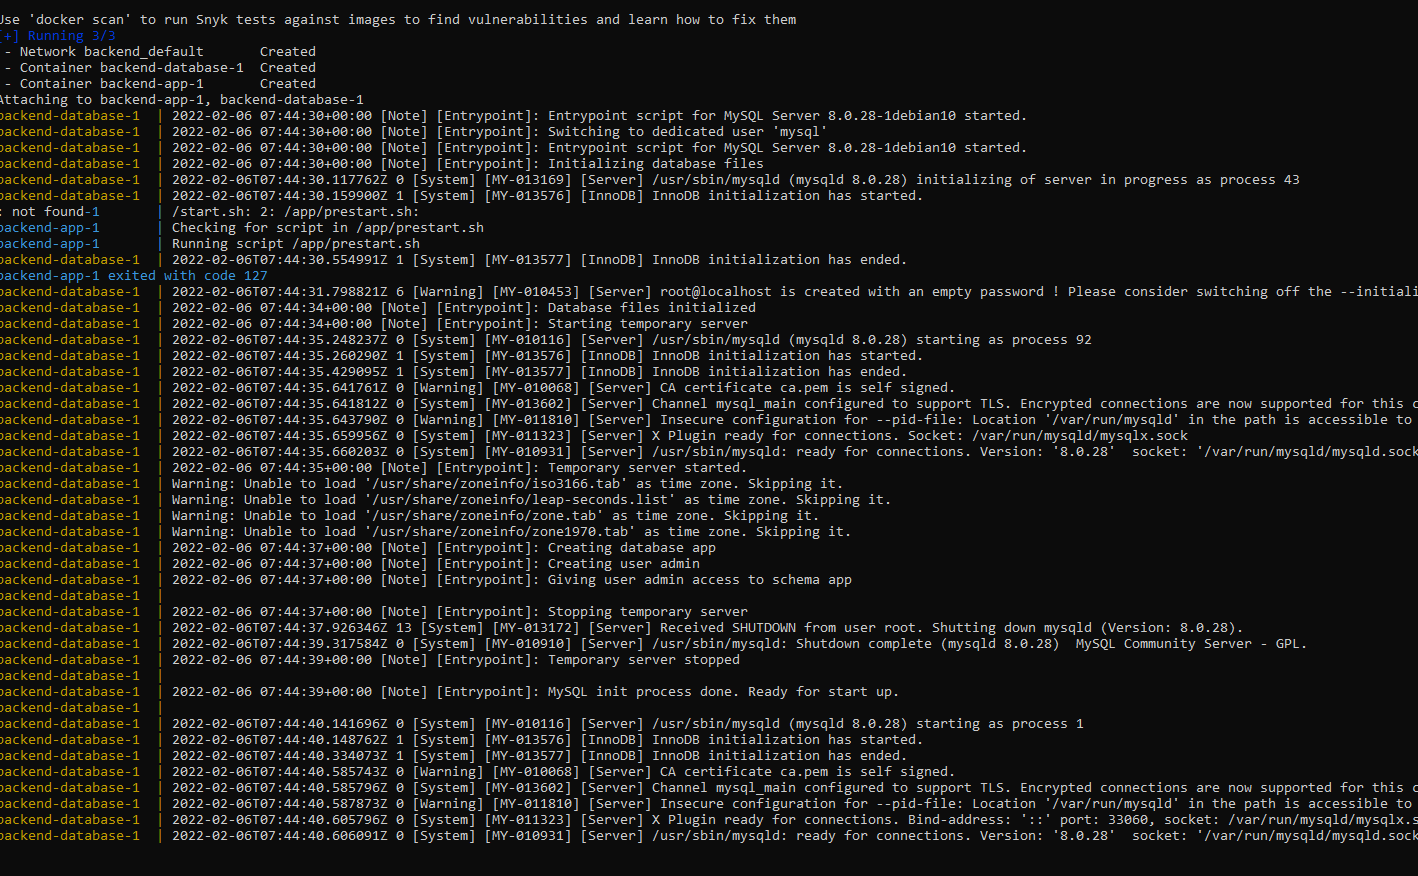 Use 'docker scan' to run Snyk tests against images to find vulnerabilities and learn how to fix them
[+] Running 3/3
- Network backend_default Created
- Container backend-database-1 Created
- Container backend-app-1 Created
Attaching to backend-app-1, backend-database-1
backend-database-1 | 2022-02-06 07:44:30+00:00 [Note] [Entrypoint]: Entrypoint script for MySQL Server 8.0.28-1debian10 started.
backend-database-1 | 2022-02-06 07:44:30+00:00 [Note] [Entrypoint]: Switching to dedicated user 'mysql'
backend-database-1 | 2022-02-06 07:44:30+00:00 [Note] [Entrypoint]: Entrypoint script for MySQL Server 8.0.28-1debian10 started.
backend-database-1 | 2022-02-06 07:44:30+00:00 [Note] [Entrypoint]: Initializing database files
backend-database-1 | 2022-02-06T07:44:30.117762Z 0 [System] [MY-013169] [Server] /usr/sbin/mysqld (mysqld 8.0.28) initializing of server in progress as process 43
backend-database-1 | 2022-02-06T07:44:30.159900Z 1 [System] [MY-013576] [InnoDB] InnoDB initialization has started.
: not found-1 | /start.sh: 2: /app/prestart.sh:
backend-app-1 | Checking for script in /app/prestart.sh
backend-app-1 | Running script /app/prestart.sh
backend-database-1 | 2022-02-06T07:44:30.554991Z 1 [System] [MY-013577] [InnoDB] InnoDB initialization has ended.
backend-app-1 exited with code 127
backend-database-1 | 2022-02-06T07:44:31.798821Z 6 [Warning] [MY-010453] [Server] root@localhost is created with an empty password ! Please consider switching off the --initiali
backend-database-1 | 2022-02-06 07:44:34+00:00 [Note] [Entrypoint]: Database files initialized
backend-database-1 | 2022-02-06 07:44:34+00:00 [Note] [Entrypoint]: Starting temporary server
backend-database-1 | 2022-02-06T07:44:35.248237Z 0 [System] [MY-010116] [Server] /usr/sbin/mysqld (mysqld 8.0.28) starting as process 92
backend-database-1 | 2022-02-06T07:44:35.260290Z 1 [System] [MY-013576] [InnoDB] InnoDB initialization has started.
backend-database-1 | 2022-02-06T07:44:35.429095Z 1 [System] [MY-013577] [InnoDB] InnoDB initialization has ended.
backend-database-1 | 2022-02-06T07:44:35.641761Z 0 [Warning] [MY-010068] [Server] CA certificate ca.pem is self signed.
backend-database-1 | 2022-02-06T07:44:35.641812Z 0 [System] [MY-013602] [Server] Channel mysql_main configured to support TLS. Encrypted connections are now supported for this c
backend-database-1 | 2022-02-06T07:44:35.643790Z 0 [Warning] [MY-011810] [Server] Insecure configuration for --pid-file: Location '/var/run/mysqld' in the path is accessible to
backend-database-1 | 2022-02-06T07:44:35.659956Z 0 [System] [MY-011323] [Server] X Plugin ready for connections. Socket: /var/run/mysqld/mysqlx.sock
backend-database-1 | 2022-02-06T07:44:35.660203Z 0 [System] [MY-010931] [Server] /usr/sbin/mysqld: ready for connections. Version: '8.0.28' socket: '/var/run/mysqld/mysqld.sock
backend-database-1 | 2022-02-06 07:44:35+00:00 [Note] [Entrypoint]: Temporary server started.
backend-database-1 | Warning: Unable to load '/usr/share/zoneinfo/iso3166.tab' as time zone. Skipping it.
backend-database-1 | Warning: Unable to load '/usr/share/zoneinfo/leap-seconds.list' as time zone. Skipping it.
backend-database-1 | Warning: Unable to load '/usr/share/zoneinfo/zone.tab' as time zone. Skipping it.
backend-database-1 | Warning: Unable to load '/usr/share/zoneinfo/zone1970.tab' as time zone. Skipping it.
backend-database-1 | 2022-02-06 07:44:37+00:00 [Note] [Entrypoint]: Creating database app
backend-database-1 | 2022-02-06 07:44:37+00:00 [Note] [Entrypoint]: Creating user admin
backend-database-1 | 2022-02-06 07:44:37+00:00 [Note] [Entrypoint]: Giving user admin access to schema app
backend-database-1 |
backend-database-1 | 2022-02-06 07:44:37+00:00 [Note] [Entrypoint]: Stopping temporary server
backend-database-1 | 2022-02-06T07:44:37.926346Z 13 [System] [MY-013172] [Server] Received SHUTDOWN from user root. Shutting down mysqld (Version: 8.0.28).
backend-database-1 | 2022-02-06T07:44:39.317584Z 0 [System] [MY-010910] [Server] /usr/sbin/mysqld: Shutdown complete (mysqld 8.0.28) MySQL Community Server - GPL.
backend-database-1 | 2022-02-06 07:44:39+00:00 [Note] [Entrypoint]: Temporary server stopped
backend-database-1 |
backend-database-1 | 2022-02-06 07:44:39+00:00 [Note] [Entrypoint]: MySQL init process done. Ready for start up.
backend-database-1 |
backend-database-1 | 2022-02-06T07:44:40.141696Z 0 [System] [MY-010116] [Server] /usr/sbin/mysqld (mysqld 8.0.28) starting as process 1
backend-database-1 | 2022-02-06T07:44:40.148762Z 1 [System] [MY-013576] [InnoDB] InnoDB initialization has started.
backend-database-1 | 2022-02-06T07:44:40.334073Z 1 [System] [MY-013577] [InnoDB] InnoDB initialization has ended.
backend-database-1 | 2022-02-06T07:44:40.585743Z 0 [Warning] [MY-010068] [Server] CA certificate ca.pem is self signed.
backend-database-1 | 2022-02-06T07:44:40.585796Z 0 [System] [MY-013602] [Server] Channel mysql_main configured to support TLS. Encrypted connections are now supported for this c
backend-database-1 | 2022-02-06T07:44:40.587873Z 0 [Warning] [MY-011810] [Server] Insecure configuration for --pid-file: Location '/var/run/mysqld' in the path is accessible to
backend-database-1 | 2022-02-06T07:44:40.605796Z 0 [System] [MY-011323] [Server] X Plugin ready for connections. Bind-address: '::' port: 33060, socket: /var/run/mysqld/mysqlx.s
backend-database-1 | 2022-02-06T07:44:40.606091Z 0 [System] [MY-010931] [Server] /usr/sbin/mysqld: ready for connections. Version: '8.0.28' socket: '/var/run/mysqld/mysqld.sock